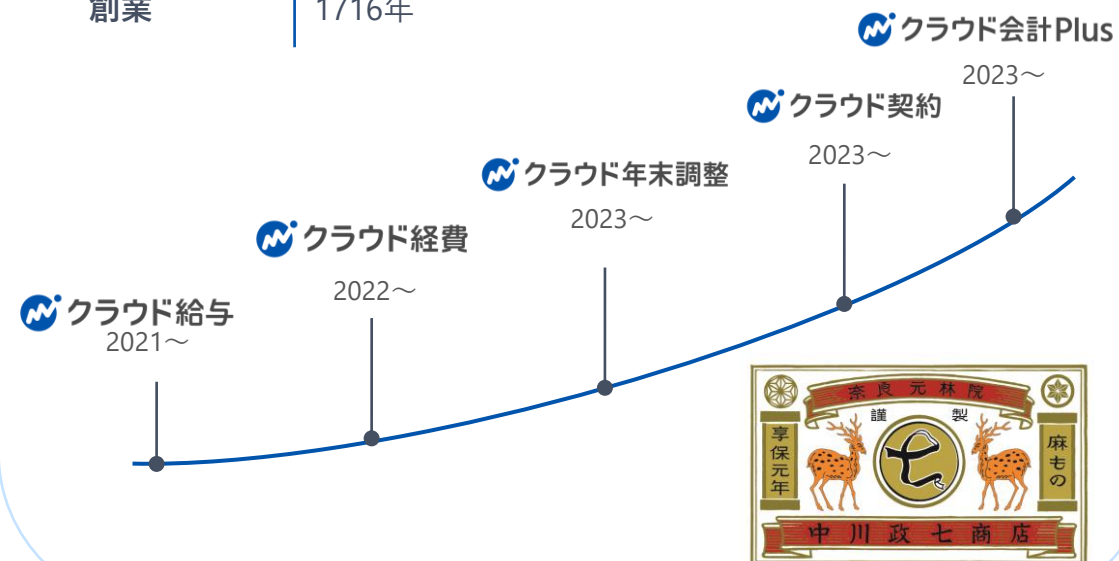 創業 1716年
クラウド会計Plus
2023～
クラウド契約
2023～
クラウド年末調整
2023～
クラウド経費
2022～
クラウド給与
2021～
奈良元林院
謹製
享保元年
七
麻もの
中川政七商店